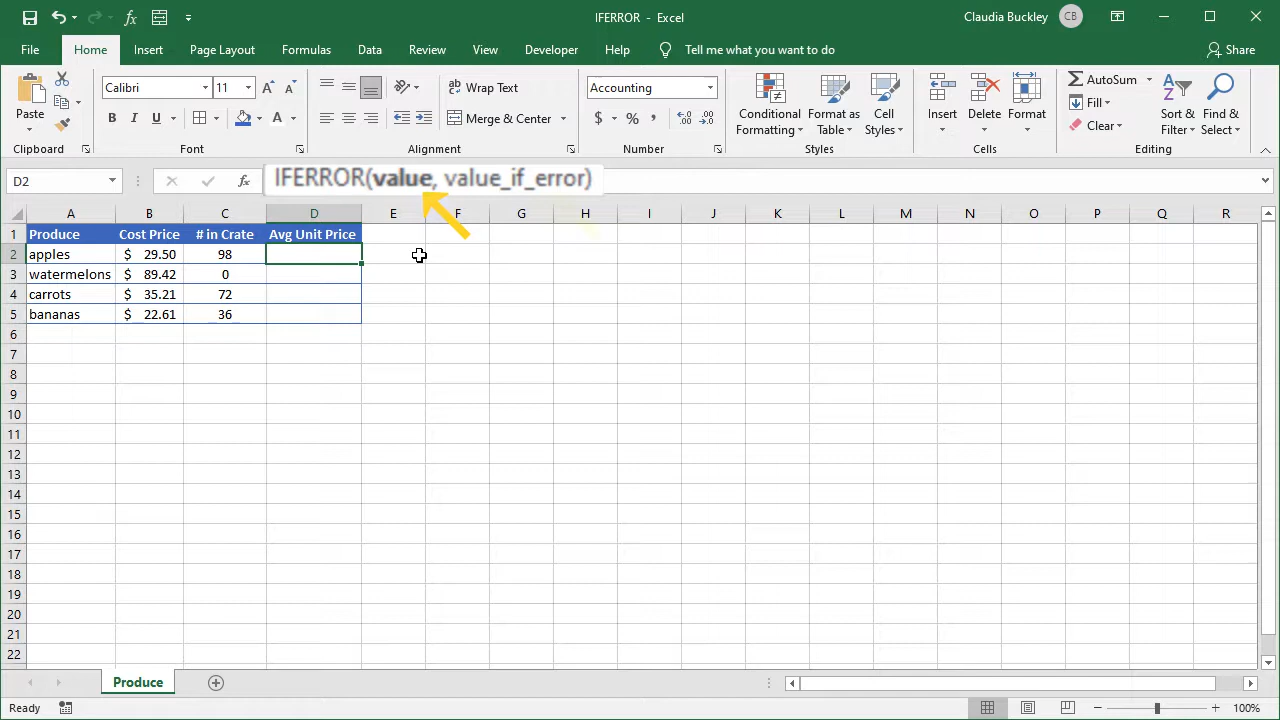 IFERROR - Excel
Claudia Buckley CB
File Home Insert Page Layout Formulas Data Review View Developer Help Tell me what you want to do Share
Paste
Calibri 11
B I U A A A
Wrap Text
Merge & Center
Accounting
$ % ,
Conditional Formatting
Format as Table
Cell Styles
Insert Delete Format
AutoSum
Fill
Clear
Sort & Filter
Find & Select
Clipboard Font Alignment Number Styles Cells Editing
D2 fx IFERROR(value, value_if_error)
A B C D E F G H I J K L M N O P Q R
1 Produce Cost Price # in Crate Avg Unit Price
2 apples $ 29.50 98
3 watermelons $ 89.42 0
4 carrots $ 35.21 72
5 bananas $ 22.61 36
6
7
8
9
10
11
12
13
14
15
16
17
18
19
20
21
22
Produce
Ready 100%